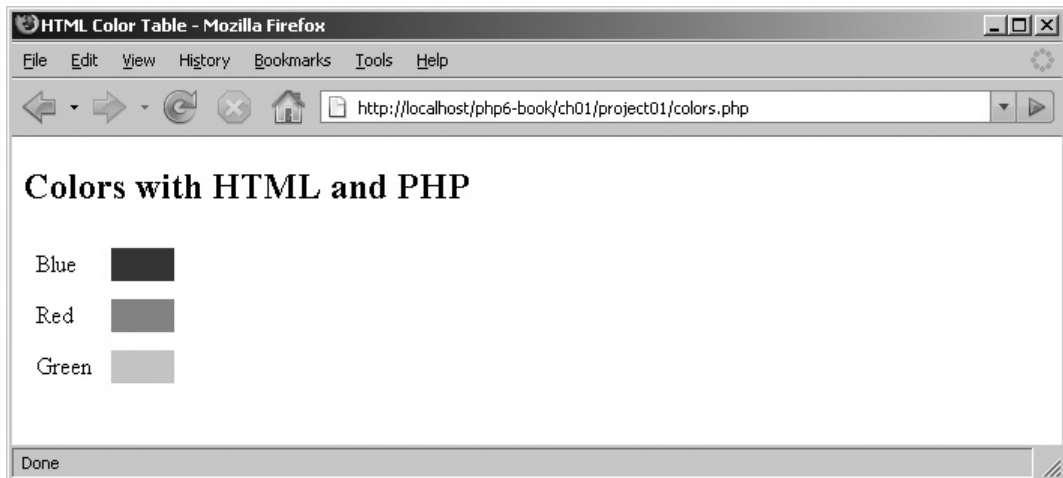 HTML Color Table - Mozilla Firefox
File Edit View History Bookmarks Tools Help
http://localhost/php6-book/ch01/project01/colors.php
Colors with HTML and PHP
Blue
Red
Green
Done